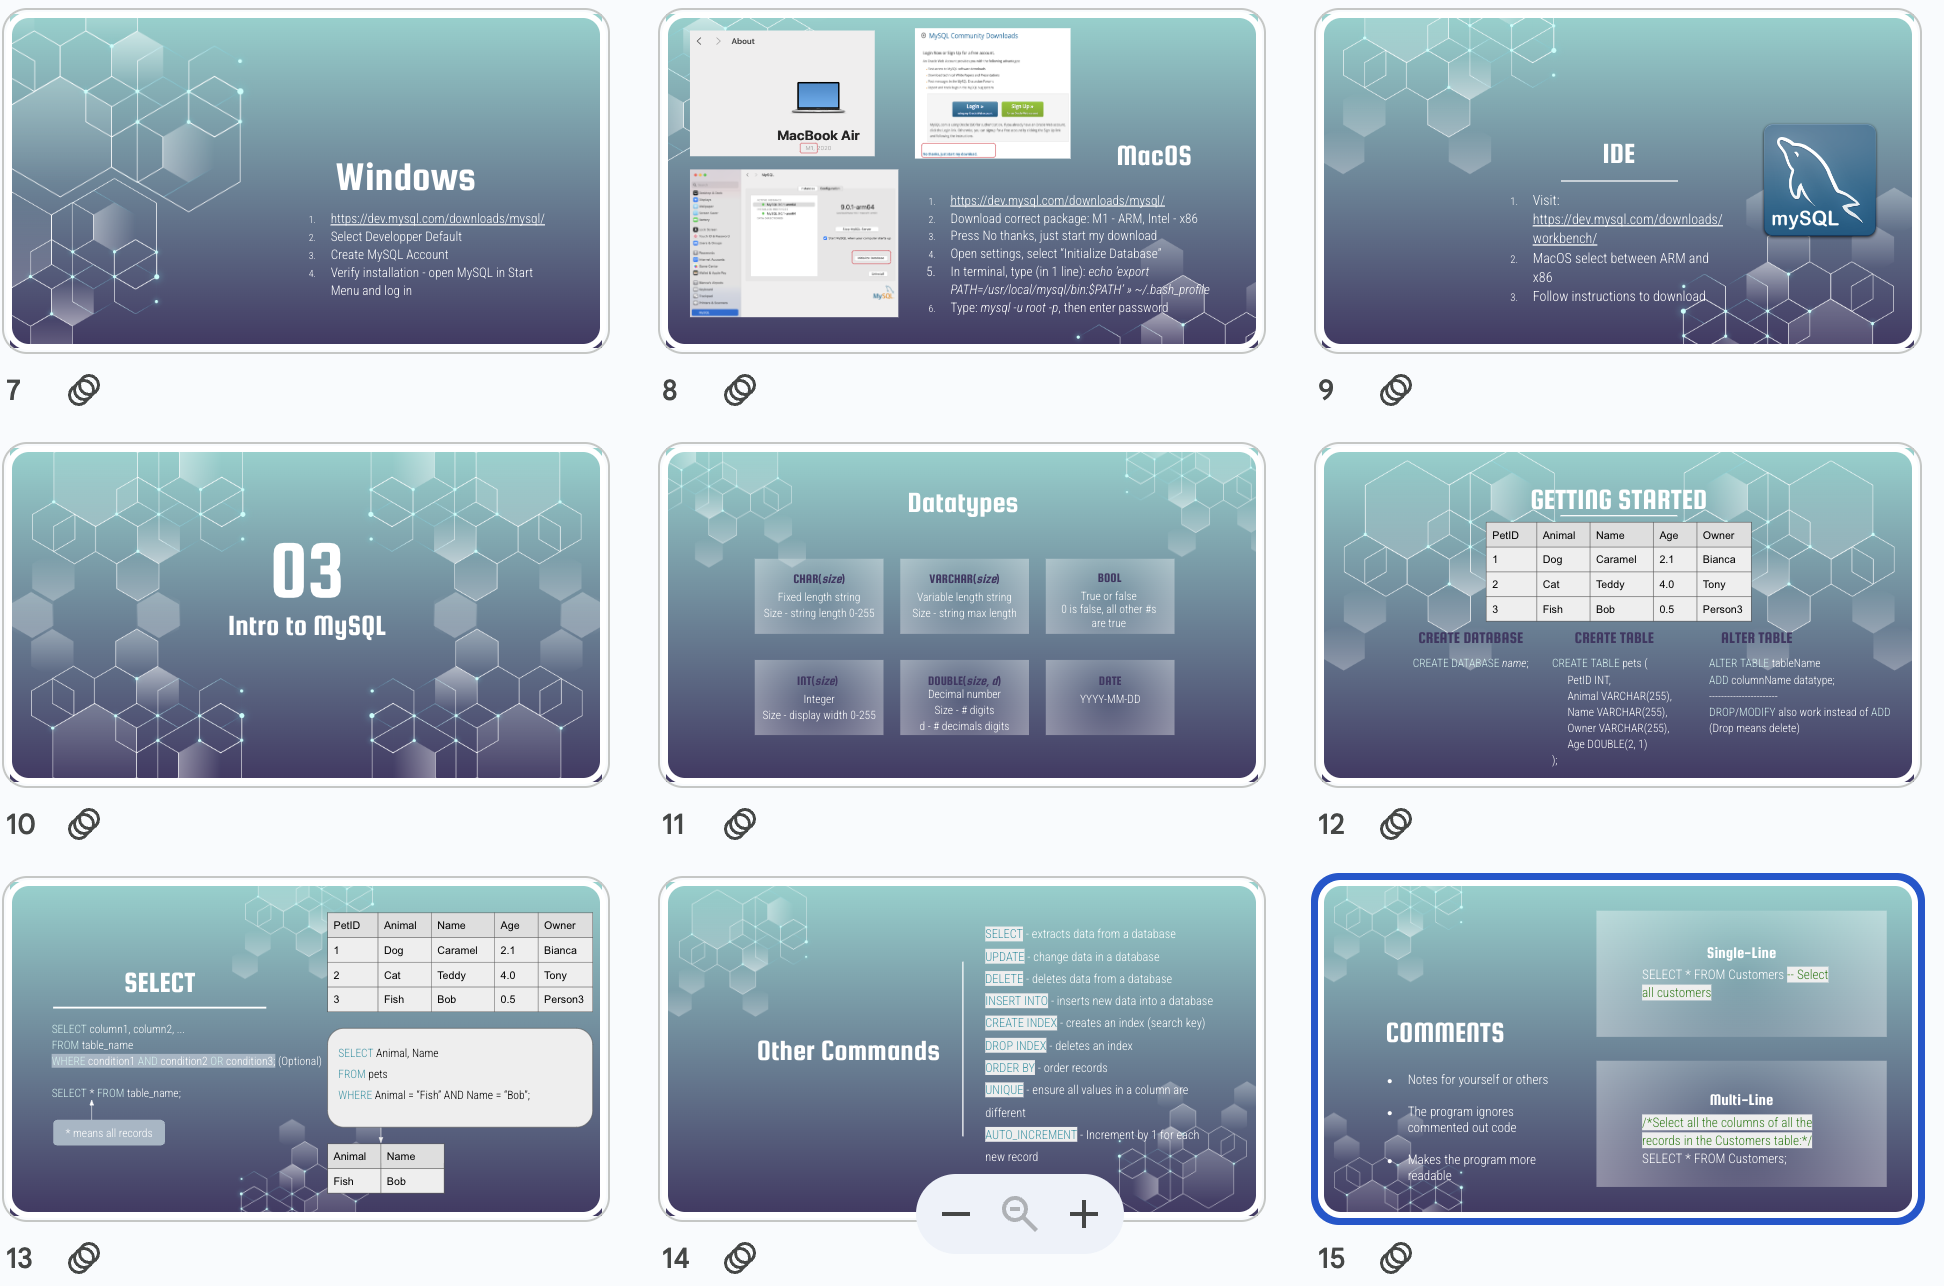 Windows
1. https://dev.mysql.com/downloads/mysql/
2. Select Developper Default
3. Create MySQL Account
4. Verify installation - open MySQL in Start
Menu and log in
7
About
MacBook Air
M1, 2020
MySQL Community Downloads
Login »
Sign Up »
MySQL
9.0.1-arm64
Initialize Database
Uninstall
MySQL
MacOS
1. https://dev.mysql.com/downloads/mysql/
2. Download correct package: M1 - ARM, Intel - x86
3. Press No thanks, just start my download
4. Open settings, select “Initialize Database”
5. In terminal, type (in 1 line): echo ‘export
PATH=/usr/local/mysql/bin:$PATH’ » ~/.bash_profile
6. Type: mysql -u root -p, then enter password
8
IDE
1. Visit:
https://dev.mysql.com/downloads/
workbench/
2. MacOS select between ARM and
x86
3. Follow instructions to download
mySQL
9
03
Intro to MySQL
10
Datatypes
CHAR(size)
Fixed length string
Size - string length 0-255
VARCHAR(size)
Variable length string
Size - string max length
BOOL
True or false
0 is false, all other #s
are true
INT(size)
Integer
Size - display width 0-255
DOUBLE(size, d)
Decimal number
Size - # digits
d - # decimals digits
DATE
YYYY-MM-DD
11
GETTING STARTED
PetID Animal Name Age Owner
1 Dog Caramel 2.1 Bianca
2 Cat Teddy 4.0 Tony
3 Fish Bob 0.5 Person3
CREATE DATABASE
CREATE DATABASE name;
CREATE TABLE
CREATE TABLE pets (
PetID INT,
Animal VARCHAR(255),
Name VARCHAR(255),
Owner VARCHAR(255),
Age DOUBLE(2, 1)
);
ALTER TABLE
ALTER TABLE tableName
ADD columnName datatype;
------------------------
DROP/MODIFY also work instead of ADD
(Drop means delete)
12
SELECT
SELECT column1, column2, ...
FROM table_name
WHERE condition1 AND condition2 OR condition3; (Optional)
SELECT * FROM table_name;
* means all records
PetID Animal Name Age Owner
1 Dog Caramel 2.1 Bianca
2 Cat Teddy 4.0 Tony
3 Fish Bob 0.5 Person3
SELECT Animal, Name
FROM pets
WHERE Animal = “Fish” AND Name = “Bob”;
Animal Name
Fish Bob
13
Other Commands
SELECT - extracts data from a database
UPDATE - change data in a database
DELETE - deletes data from a database
INSERT INTO - inserts new data into a database
CREATE INDEX - creates an index (search key)
DROP INDEX - deletes an index
ORDER BY - order records
UNIQUE - ensure all values in a column are
different
AUTO_INCREMENT - Increment by 1 for each
new record
14
COMMENTS
• Notes for yourself or others
• The program ignores
commented out code
• Makes the program more
readable
Single-Line
SELECT * FROM Customers -- Select
all customers
Multi-Line
/*Select all the columns of all the
records in the Customers table:*/
SELECT * FROM Customers;
15